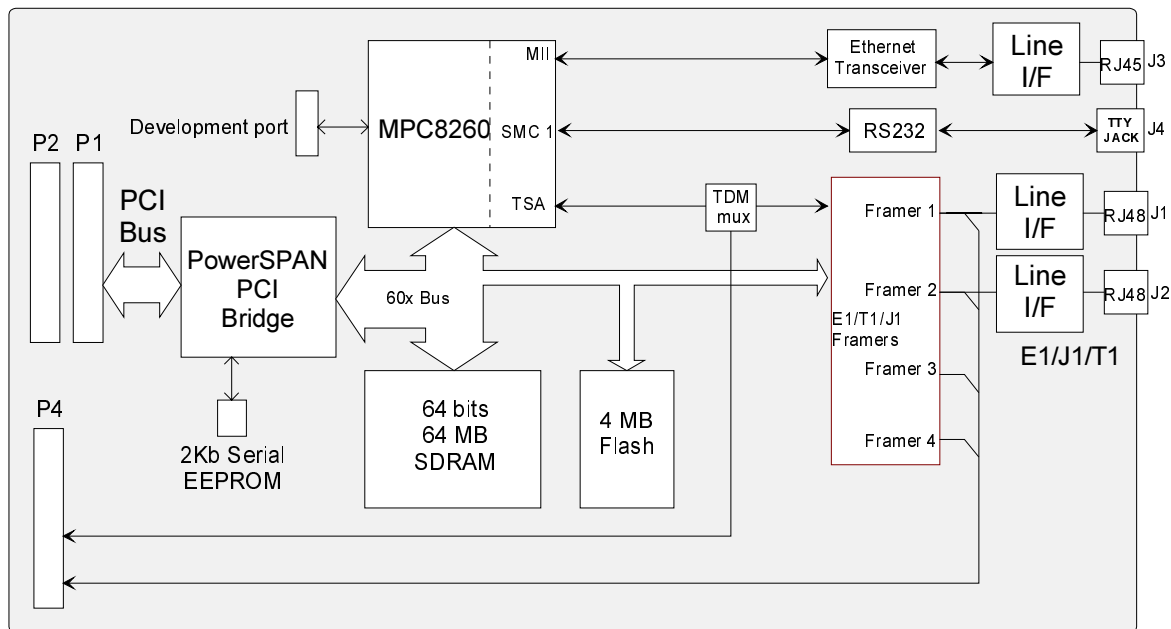 MII
Ethernet
Transceiver
Line
I/F
RJ45
J3
Development port
MPC8260
SMC 1
RS232
TTY
JACK
J4
P2
P1
TSA
TDM
mux
Framer 1
Line
I/F
RJ48
J1
PCI
Bus
PowerSPAN
PCI
Bridge
60x Bus
Framer 2
Line
I/F
RJ48
J2
E1/T1/J1
Framers
E1/J1/T1
Framer 3
P4
64 bits
64 MB
SDRAM
4 MB
Flash
Framer 4
2Kb Serial
EEPROM